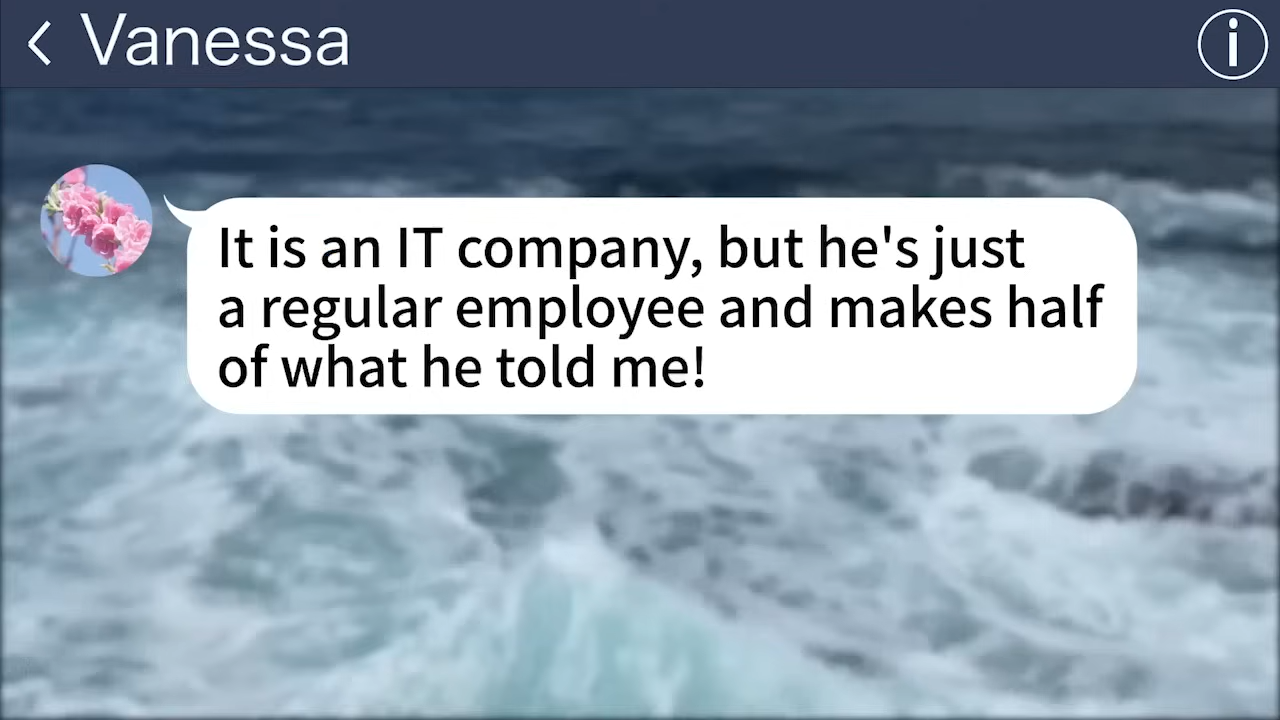 Vanessa
It is an IT company, but he's just
a regular employee and makes half
of what he told me!